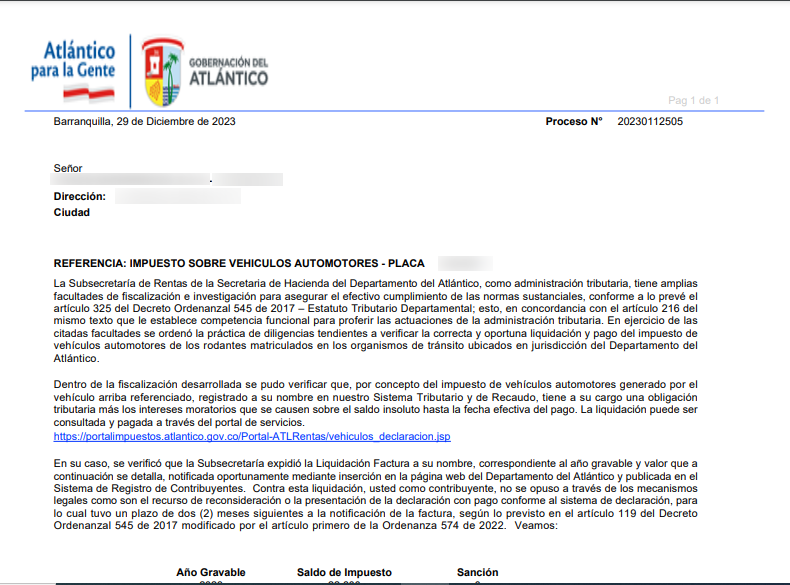 Atlántico
para la Gente
GOBERNACIÓN DEL
ATLÁNTICO
Pag 1 de 1
Barranquilla, 29 de Diciembre de 2023 Proceso N° 20230112505
Señor
Dirección:
Ciudad
REFERENCIA: IMPUESTO SOBRE VEHICULOS AUTOMOTORES - PLACA
La Subsecretaría de Rentas de la Secretaria de Hacienda del Departamento del Atlántico, como administración tributaria, tiene amplias
facultades de fiscalización e investigación para asegurar el efectivo cumplimiento de las normas sustanciales, conforme a lo prevé el
artículo 325 del Decreto Ordenanzal 545 de 2017 – Estatuto Tributario Departamental; esto, en concordancia con el artículo 216 del
mismo texto que le establece competencia funcional para proferir las actuaciones de la administración tributaria. En ejercicio de las
citadas facultades se ordenó la práctica de diligencias tendientes a verificar la correcta y oportuna liquidación y pago del impuesto de
vehículos automotores de los rodantes matriculados en los organismos de tránsito ubicados en jurisdicción del Departamento del
Atlántico.
Dentro de la fiscalización desarrollada se pudo verificar que, por concepto del impuesto de vehículos automotores generado por el
vehículo arriba referenciado, registrado a su nombre en nuestro Sistema Tributario y de Recaudo, tiene a su cargo una obligación
tributaria más los intereses moratorios que se causen sobre el saldo insoluto hasta la fecha efectiva del pago. La liquidación puede ser
consultada y pagada a través del portal de servicios.
https://portalimpuestos.atlantico.gov.co/Portal-ATLRentas/vehiculos_declaracion.jsp
En su caso, se verificó que la Subsecretaría expidió la Liquidación Factura a su nombre, correspondiente al año gravable y valor que a
continuación se detalla, notificada oportunamente mediante inserción en la página web del Departamento del Atlántico y publicada en el
Sistema de Registro de Contribuyentes. Contra esta liquidación, usted como contribuyente, no se opuso a través de los mecanismos
legales como son el recurso de reconsideración o la presentación de la declaración con pago conforme al sistema de declaración, para
lo cual tuvo un plazo de dos (2) meses siguientes a la notificación de la factura, según lo previsto en el artículo 119 del Decreto
Ordenanzal 545 de 2017 modificado por el artículo primero de la Ordenanza 574 de 2022. Veamos:
Año Gravable Saldo de Impuesto Sanción